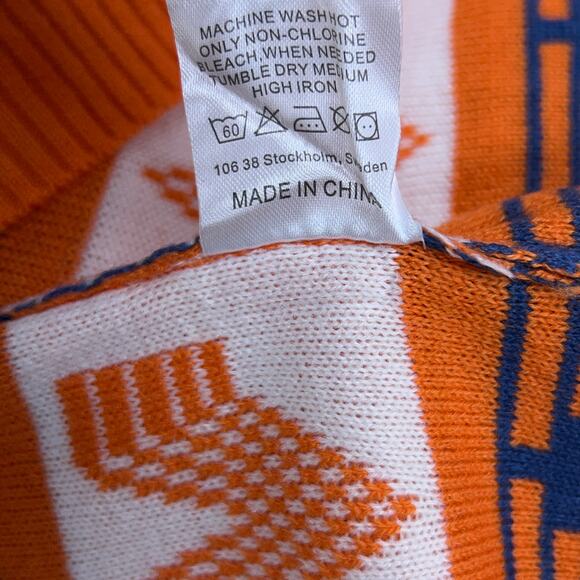 MACHINE WASH HOT
ONLY NON-CHLORINE
BLEACH,WHEN NEEDED
TUMBLE DRY MEDIUM
HIGH IRON
60
106 38 Stockholm, Sweden
MADE IN CHINA